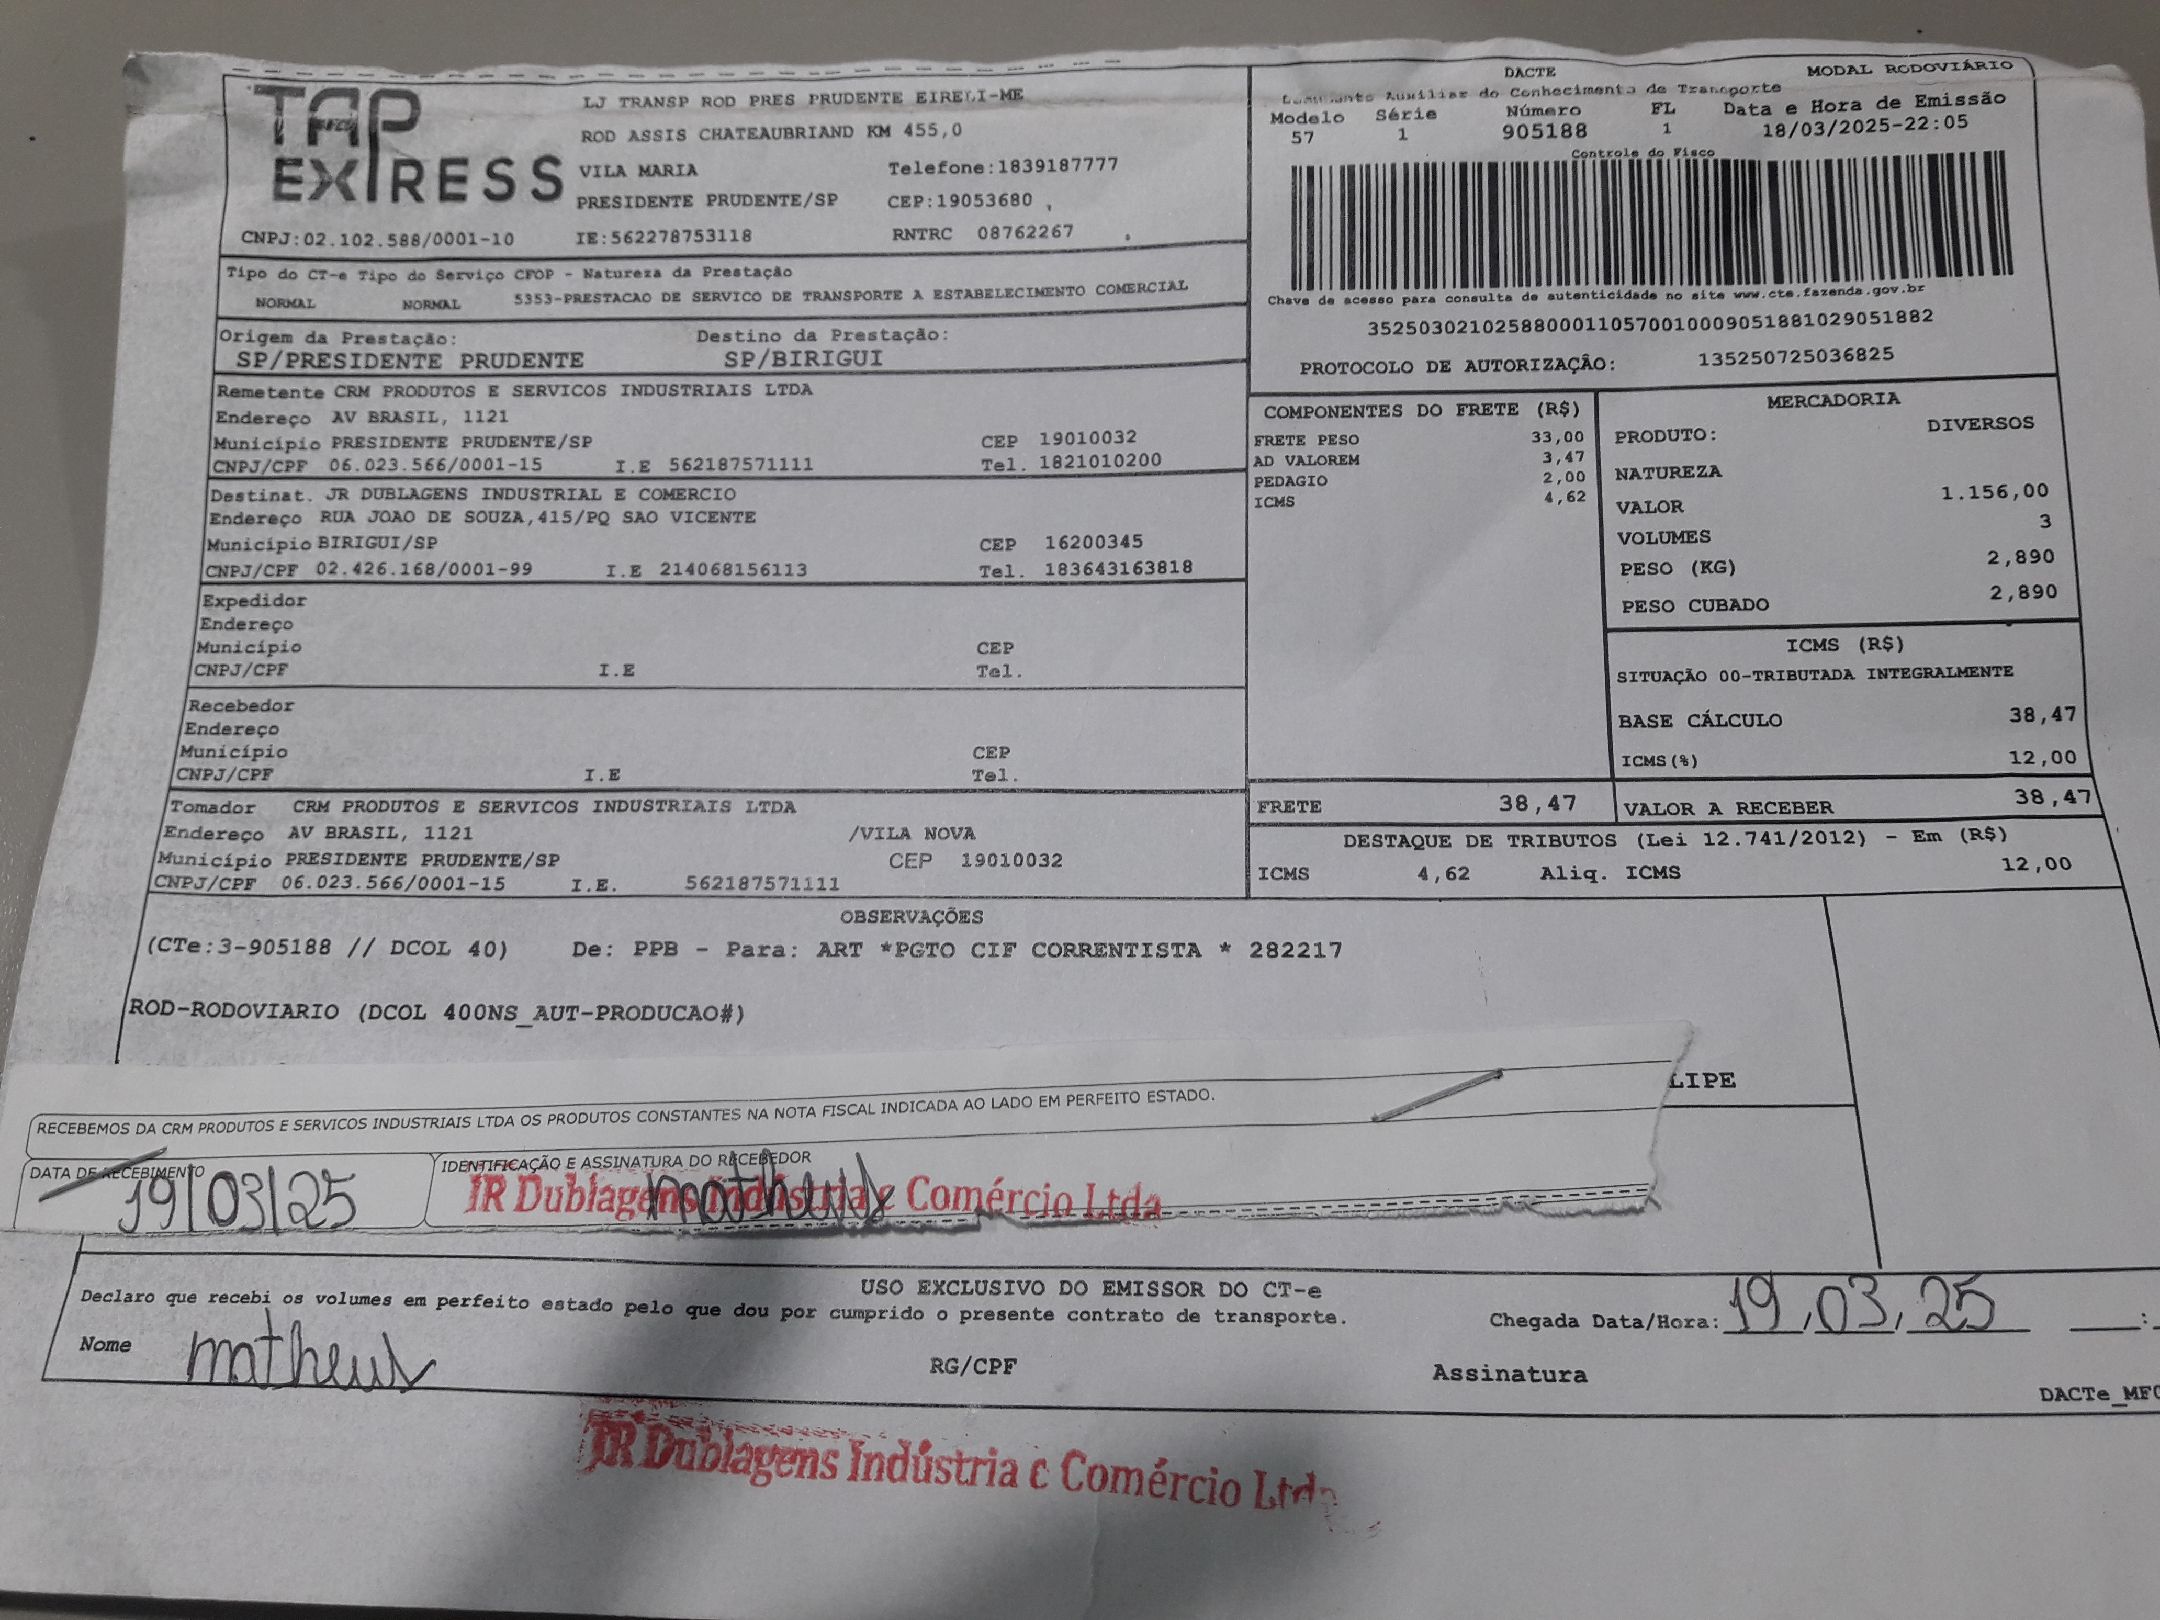 TAP EXPRESS
LJ TRANSP ROD PRES PRUDENTE EIRELI-ME
ROD ASSIS CHATEAUBRIAND KM 455,0
VILA MARIA Telefone:1839187777
PRESIDENTE PRUDENTE/SP CEP:19053680
CNPJ:02.102.588/0001-10 IE:562278753118 RNTRC 08762267
DACTE MODAL RODOVIÁRIO
Auxiliar do Conhecimento de Transporte
Modelo Série Número FL Data e Hora de Emissão
57 1 905188 1 18/03/2025-22:05
Controle do Fisco
Chave de acesso para consulta de autenticidade no site www.cte.fazenda.gov.br
35250302102588000110570010009051881029051882
PROTOCOLO DE AUTORIZAÇÃO: 135250725036825
Tipo do CT-e Tipo do Serviço CFOP - Natureza da Prestação
NORMAL NORMAL 5353-PRESTACAO DE SERVICO DE TRANSPORTE A ESTABELECIMENTO COMERCIAL
Origem da Prestação: Destino da Prestação:
SP/PRESIDENTE PRUDENTE SP/BIRIGUI
Remetente CRM PRODUTOS E SERVICOS INDUSTRIAIS LTDA
Endereço AV BRASIL, 1121
Município PRESIDENTE PRUDENTE/SP CEP 19010032
CNPJ/CPF 06.023.566/0001-15 I.E 562187571111 Tel. 1821010200
Destinat. JR DUBLAGENS INDUSTRIAL E COMERCIO
Endereço RUA JOAO DE SOUZA,415/PQ SAO VICENTE
Município BIRIGUI/SP CEP 16200345
CNPJ/CPF 02.426.168/0001-99 I.E 214068156113 Tel. 183643163818
Expedidor
Endereço
Município CEP
CNPJ/CPF I.E Tel.
Recebedor
Endereço
Município CEP
CNPJ/CPF I.E Tel.
Tomador CRM PRODUTOS E SERVICOS INDUSTRIAIS LTDA
Endereço AV BRASIL, 1121 /VILA NOVA
Município PRESIDENTE PRUDENTE/SP CEP 19010032
CNPJ/CPF 06.023.566/0001-15 I.E. 562187571111
COMPONENTES DO FRETE (R$)
FRETE PESO 33,00
AD VALOREM 3,47
PEDAGIO 2,00
ICMS 4,62
MERCADORIA
PRODUTO: DIVERSOS
NATUREZA
VALOR 1.156,00
VOLUMES 3
PESO (KG) 2,890
PESO CUBADO 2,890
ICMS (R$)
SITUAÇÃO 00-TRIBUTADA INTEGRALMENTE
BASE CÁLCULO 38,47
ICMS(%) 12,00
FRETE 38,47 VALOR A RECEBER 38,47
DESTAQUE DE TRIBUTOS (Lei 12.741/2012) - Em (R$)
ICMS 4,62 Aliq. ICMS 12,00
OBSERVAÇÕES
(CTe:3-905188 // DCOL 40) De: PPB - Para: ART *PGTO CIF CORRENTISTA * 282217
ROD-RODOVIARIO (DCOL 400NS_AUT-PRODUCAO#)
LIPE
RECEBEMOS DA CRM PRODUTOS E SERVICOS INDUSTRIAIS LTDA OS PRODUTOS CONSTANTES NA NOTA FISCAL INDICADA AO LADO EM PERFEITO ESTADO.
DATA DE RECEBIMENTO IDENTIFICAÇÃO E ASSINATURA DO RECEBEDOR
19/03/25 matheus
JR Dublagens Indústria e Comércio Ltda
USO EXCLUSIVO DO EMISSOR DO CT-e
Declaro que recebi os volumes em perfeito estado pelo que dou por cumprido o presente contrato de transporte.
Chegada Data/Hora: 19,03,25 :
Nome matheus RG/CPF Assinatura
DACTe_MF
JR Dublagens Indústria e Comércio Ltda